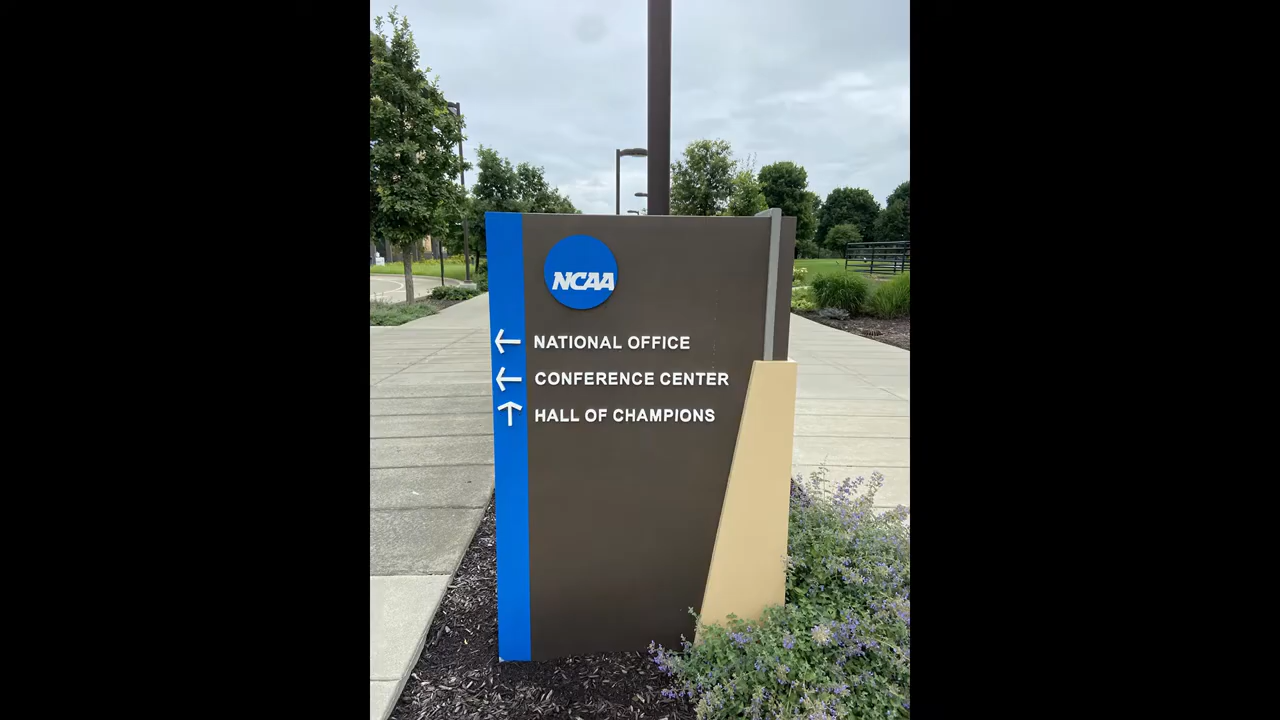 NCAA
← NATIONAL OFFICE
← CONFERENCE CENTER
↑ HALL OF CHAMPIONS